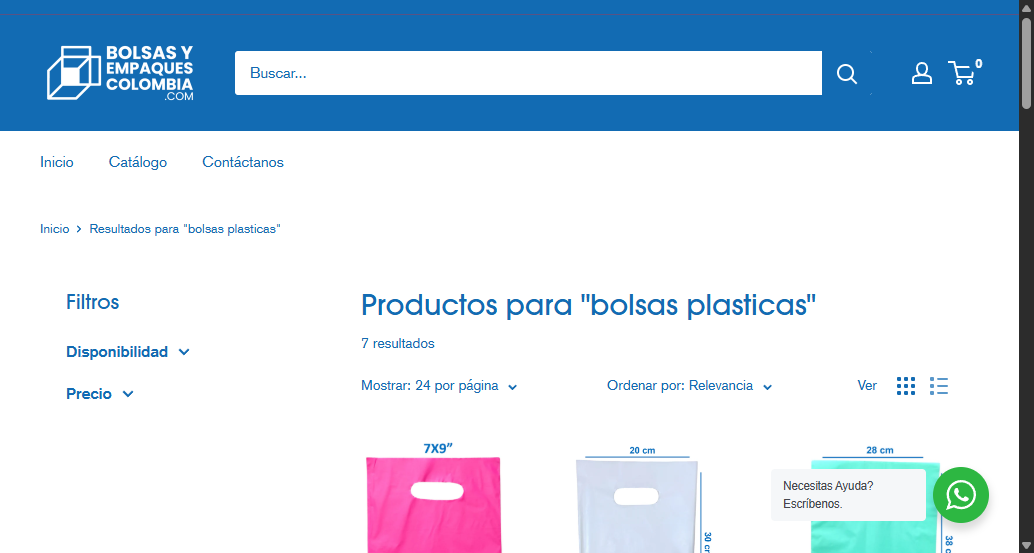 BOLSAS Y
EMPAQUES
COLOMBIA
.COM
Buscar...
0
Inicio
Catálogo
Contáctanos
Inicio > Resultados para "bolsas plasticas"
Filtros
Disponibilidad
Precio
Productos para "bolsas plasticas"
7 resultados
Mostrar: 24 por página
Ordenar por: Relevancia
Ver
7X9”
20 cm
30 cm
28 cm
38 cm
Necesitas Ayuda?
Escríbenos.